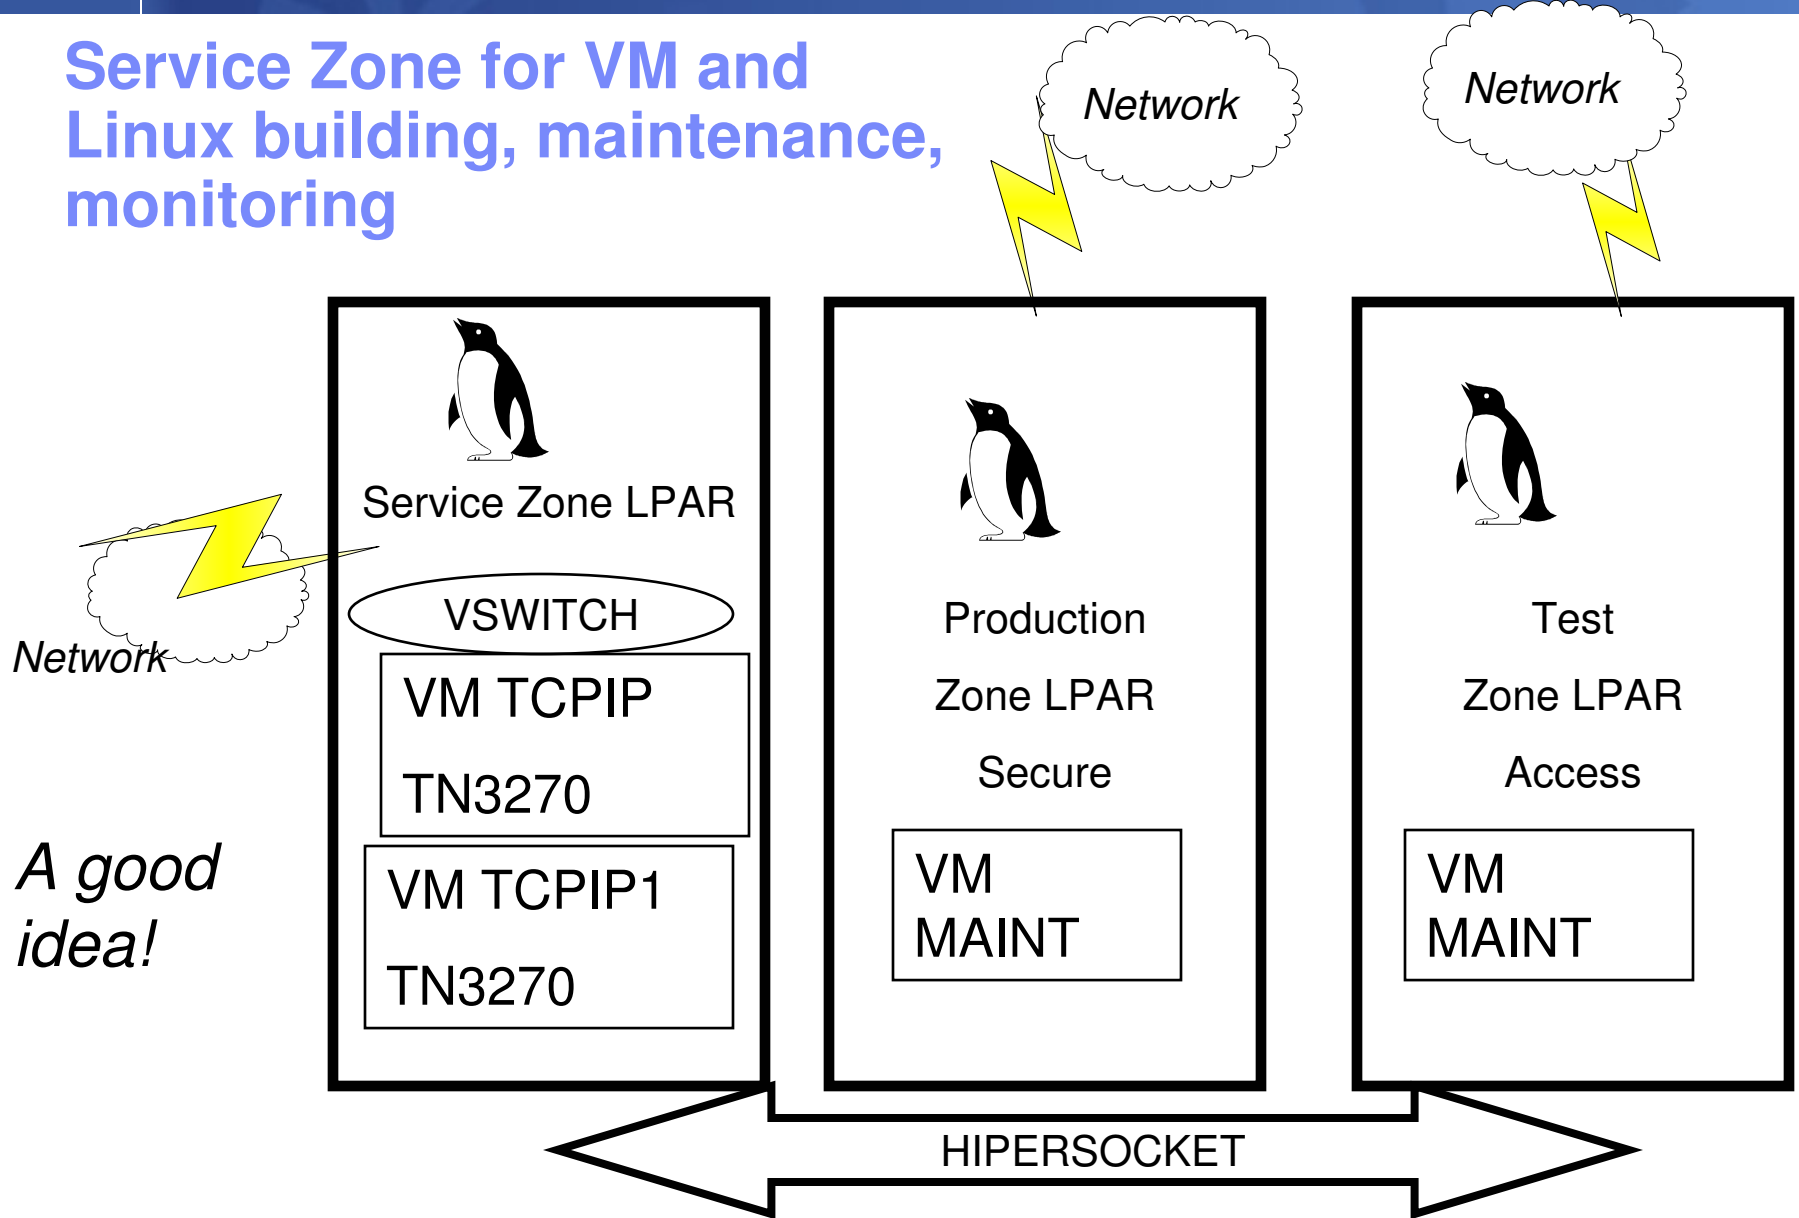 Service Zone for VM and
Linux building, maintenance,
monitoring
Network
Network
Service Zone LPAR
VSWITCH
Network
VM TCPIP
TN3270
VM TCPIP1
TN3270
A good
idea!
Production
Zone LPAR
Secure
VM
MAINT
Test
Zone LPAR
Access
VM
MAINT
HIPERSOCKET